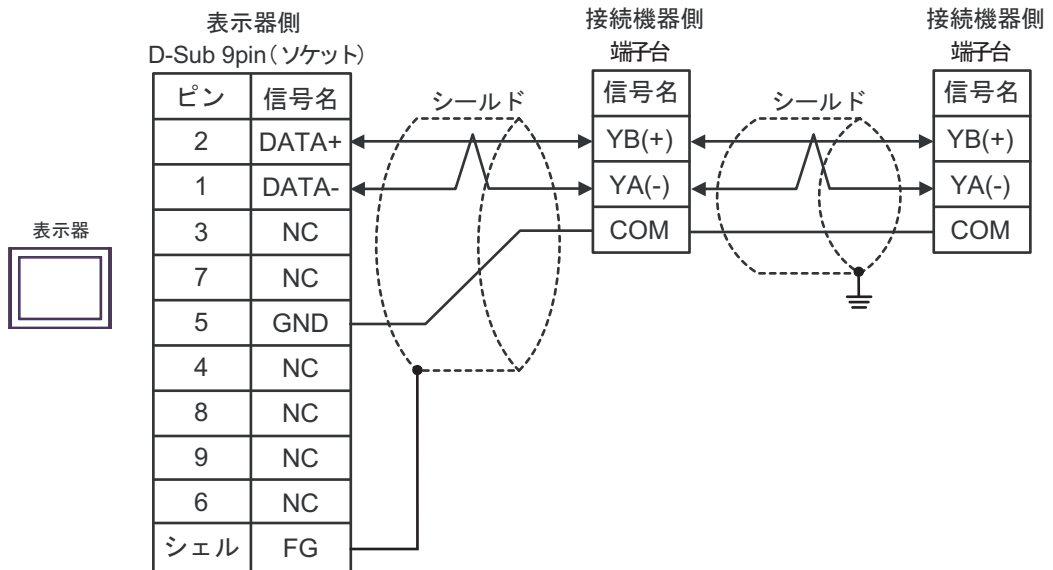 表示器側
D-Sub 9pin(ソケット)
接続機器側
端子台
接続機器側
端子台
ピン 信号名
シールド
信号名
シールド
信号名
2 DATA+
YB(+)
YB(+)
1 DATA-
YA(-)
YA(-)
表示器
3 NC
COM
COM
7 NC
5 GND
4 NC
8 NC
9 NC
6 NC
シェル FG